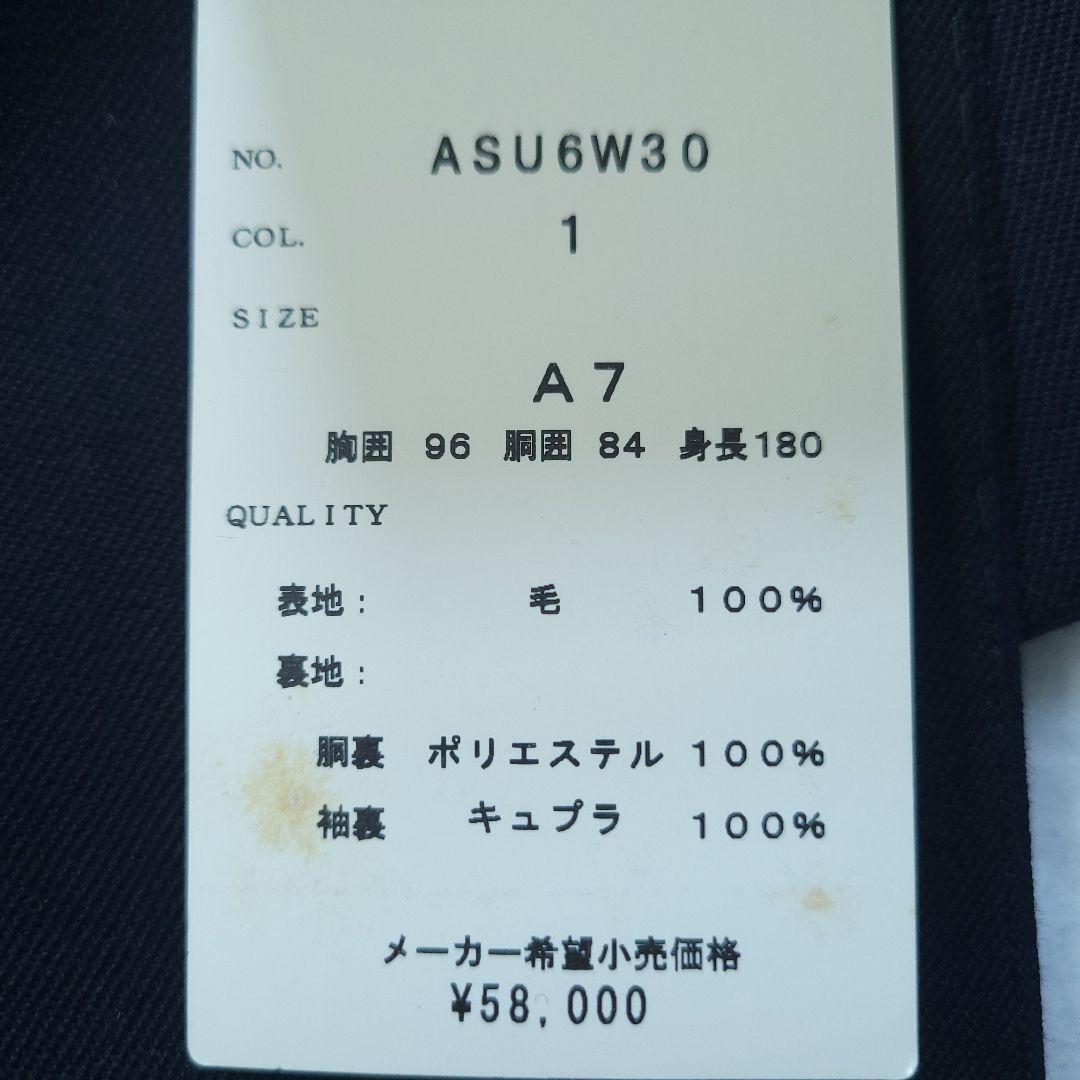 NO. ASU6W30
COL. 1
SIZE
A7
胸囲 96 胴囲 84 身長180
QUALITY
表地： 毛 100%
裏地：
胴裏 ポリエステル 100%
袖裏 キュプラ 100%
メーカー希望小売価格
¥58,000